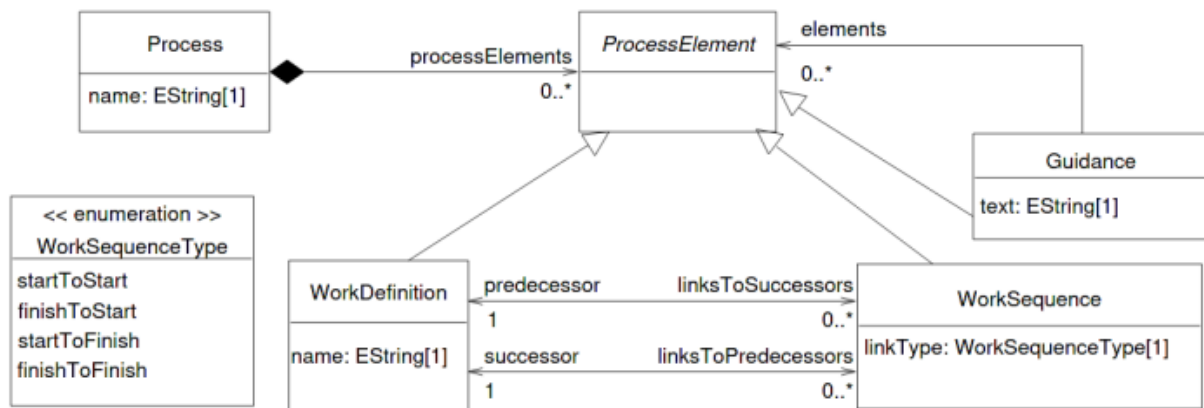 Process
name: EString[1]
processElements
0..*
ProcessElement
elements
0..*
Guidance
text: EString[1]
<< enumeration >>
WorkSequenceType
startToStart
finishToStart
startToFinish
finishToFinish
WorkDefinition
name: EString[1]
predecessor
1
linksToSuccessors
0..*
successor
1
linksToPredecessors
0..*
WorkSequence
linkType: WorkSequenceType[1]